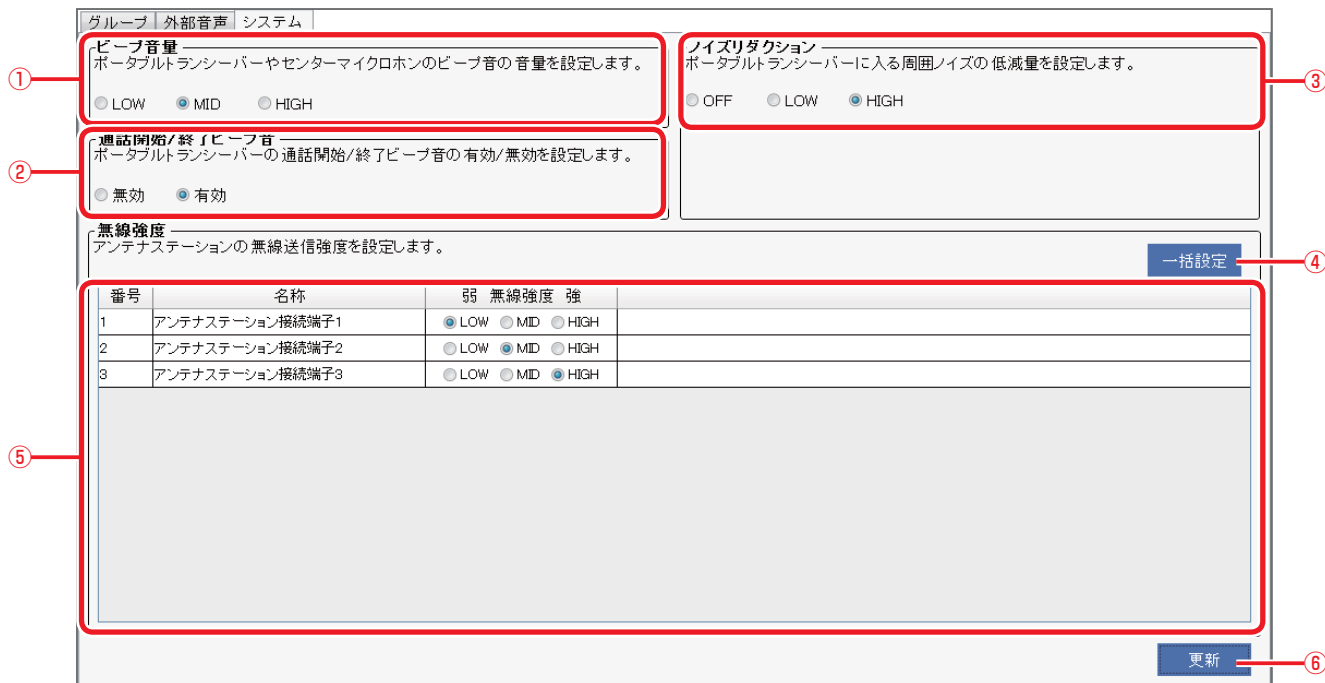 グループ 外部音声 システム
ビープ音量
ポータブルトランシーバーやセンターマイクロホンのビープ音の音量を設定します。
① LOW MID HIGH
ノイズリダクション
ポータブルトランシーバーに入る周囲ノイズの低減量を設定します。
OFF LOW HIGH ③
通話開始/終了ビープ音
ポータブルトランシーバーの通話開始/終了ビープ音の有効/無効を設定します。
② 無効 有効
無線強度
アンテナステーションの無線送信強度を設定します。
一括設定 ④
番号 名称 弱 無線強度 強
1 アンテナステーション接続端子1 LOW MID HIGH
2 アンテナステーション接続端子2 LOW MID HIGH
3 アンテナステーション接続端子3 LOW MID HIGH
⑤
更新 ⑥